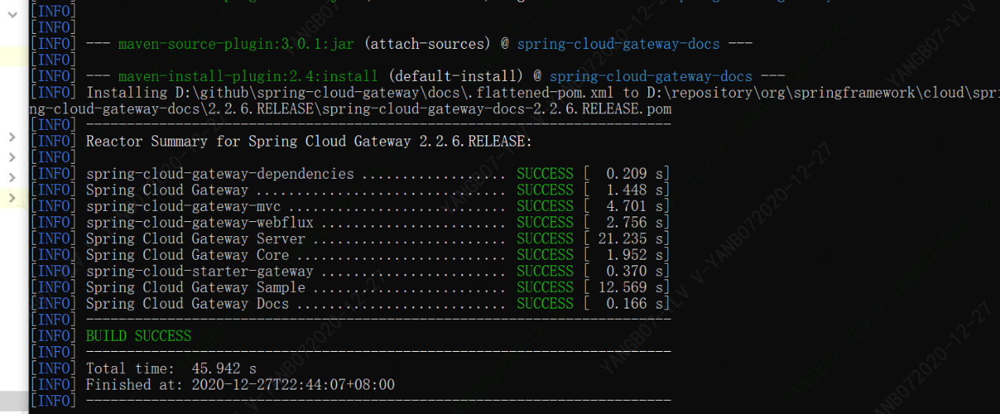 [INFO]
[INFO]
[INFO] --- maven-source-plugin:3.0.1:jar (attach-sources) @ spring-cloud-gateway-docs ---
[INFO]
[INFO] --- maven-install-plugin:2.4:install (default-install) @ spring-cloud-gateway-docs ---
[INFO] Installing D:\github\spring-cloud-gateway\docs\.flattened-pom.xml to D:\repository\org\springframework\cloud\spri
ng-cloud-gateway-docs\2.2.6.RELEASE\spring-cloud-gateway-docs-2.2.6.RELEASE.pom
[INFO] ------------------------------------------------------------------------
[INFO] Reactor Summary for Spring Cloud Gateway 2.2.6.RELEASE:
[INFO]
[INFO] spring-cloud-gateway-dependencies .................. SUCCESS [  0.209 s]
[INFO] Spring Cloud Gateway ............................... SUCCESS [  1.448 s]
[INFO] spring-cloud-gateway-mvc ........................... SUCCESS [  4.701 s]
[INFO] spring-cloud-gateway-webflux ....................... SUCCESS [  2.756 s]
[INFO] Spring Cloud Gateway Server ........................ SUCCESS [ 21.235 s]
[INFO] Spring Cloud Gateway Core .......................... SUCCESS [  1.952 s]
[INFO] spring-cloud-starter-gateway ....................... SUCCESS [  0.370 s]
[INFO] Spring Cloud Gateway Sample ........................ SUCCESS [ 12.569 s]
[INFO] Spring Cloud Gateway Docs .......................... SUCCESS [  0.166 s]
[INFO] ------------------------------------------------------------------------
[INFO] BUILD SUCCESS
[INFO] ------------------------------------------------------------------------
[INFO] Total time:  45.942 s
[INFO] Finished at: 2020-12-27T22:44:07+08:00
[INFO] ------------------------------------------------------------------------